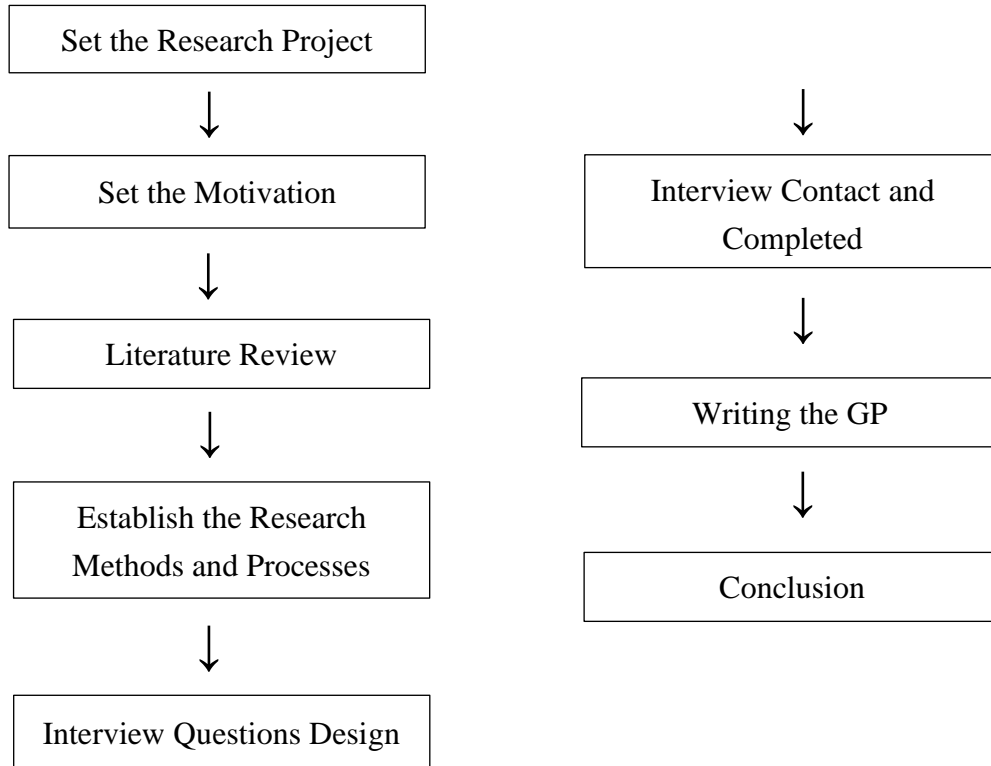 Set the Research Project
Set the Motivation
Literature Review
Establish the Research
Methods and Processes
Interview Questions Design
Interview Contact and
Completed
Writing the GP
Conclusion